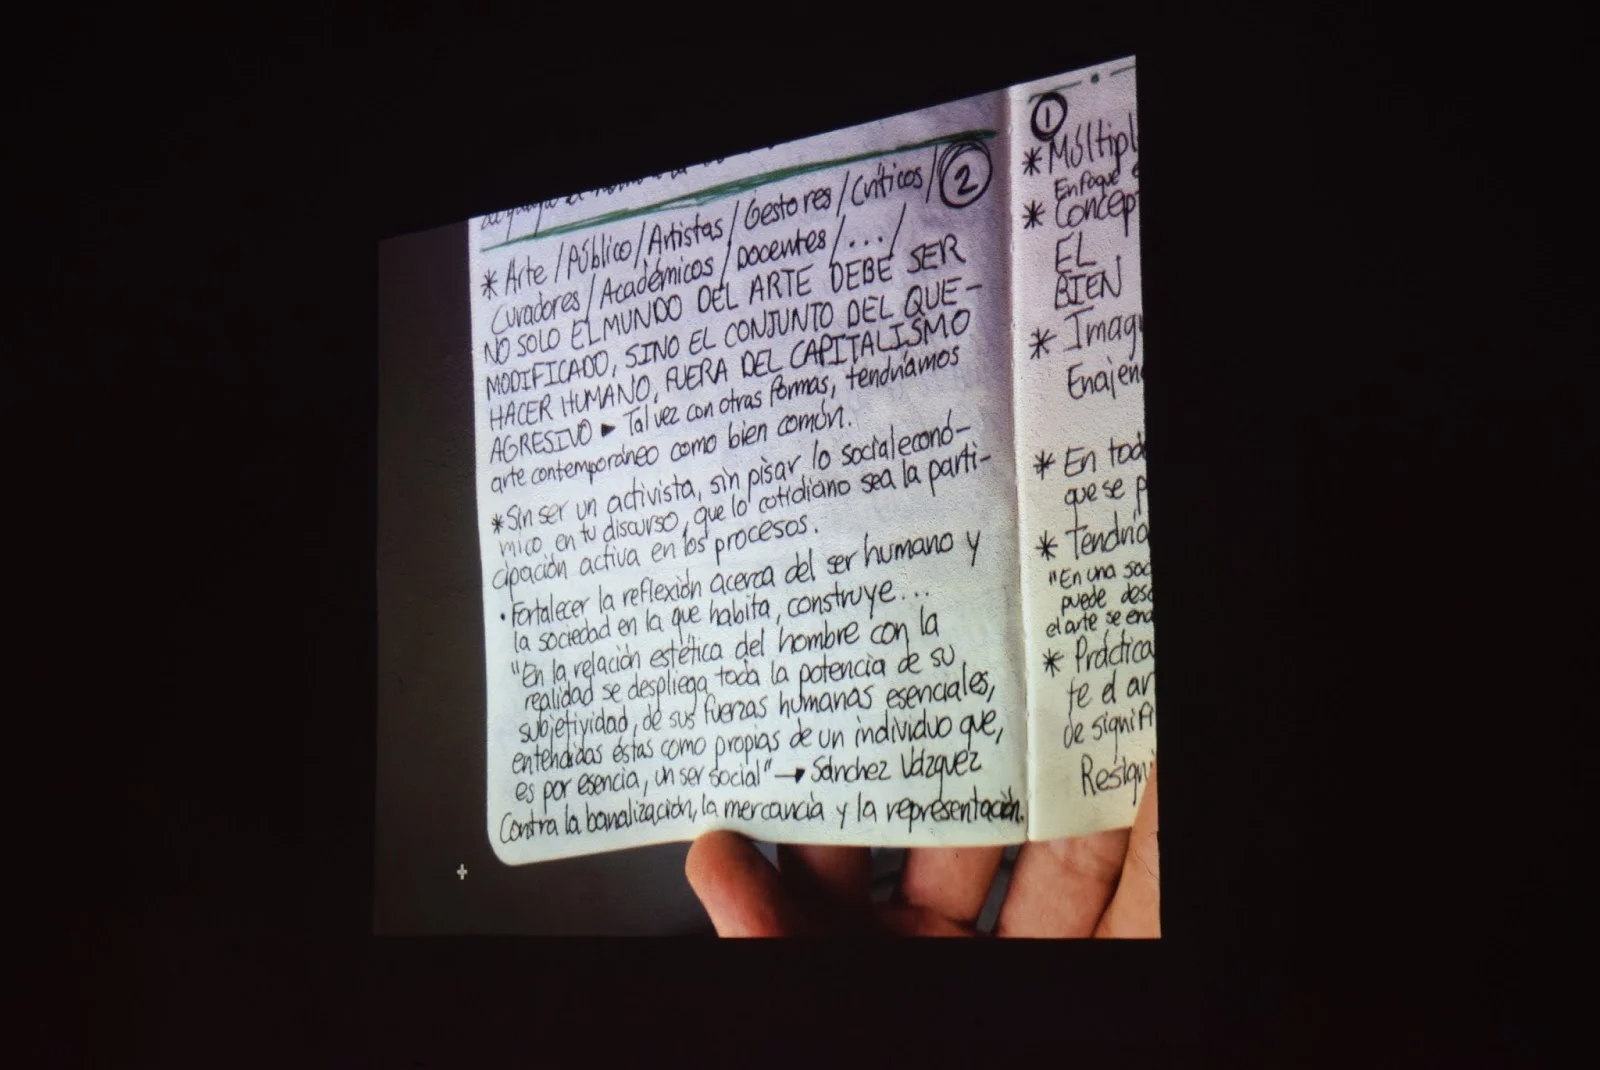 ②
* Arte / Público / Artistas / Gestores / Críticos /
Curadores / Académicos / Docentes / ... /
NO SOLO EL MUNDO DEL ARTE DEBE SER
MODIFICADO, SINO EL CONJUNTO DEL QUE-
HACER HUMANO, FUERA DEL CAPITALISMO
AGRESIVO ► Tal vez con otras formas, tendríamos
arte contemporáneo como bien común.
* Sin ser un activista, sin pisar lo socialeconó-
mico en tu discurso, que lo cotidiano sea la parti-
cipación activa en los procesos.
• Fortalecer la reflexión acerca del ser humano y
la sociedad en la que habita, construye...
"En la relación estética del hombre con la
realidad se despliega toda la potencia de su
subjetividad, de sus fuerzas humanas esenciales,
entendidas éstas como propias de un individuo que,
es por esencia, un ser social" → Sánchez Vázquez
Contra la banalización, la mercancía y la representación.
①
* Múltipl
Enfoque
* Concep
EL
BIEN
* Imag
Enajen
* En tod
que se p
* Tendría
"En una soc
puede desa
el arte se ena
* Práctica
te el ar
de signifi
Resign